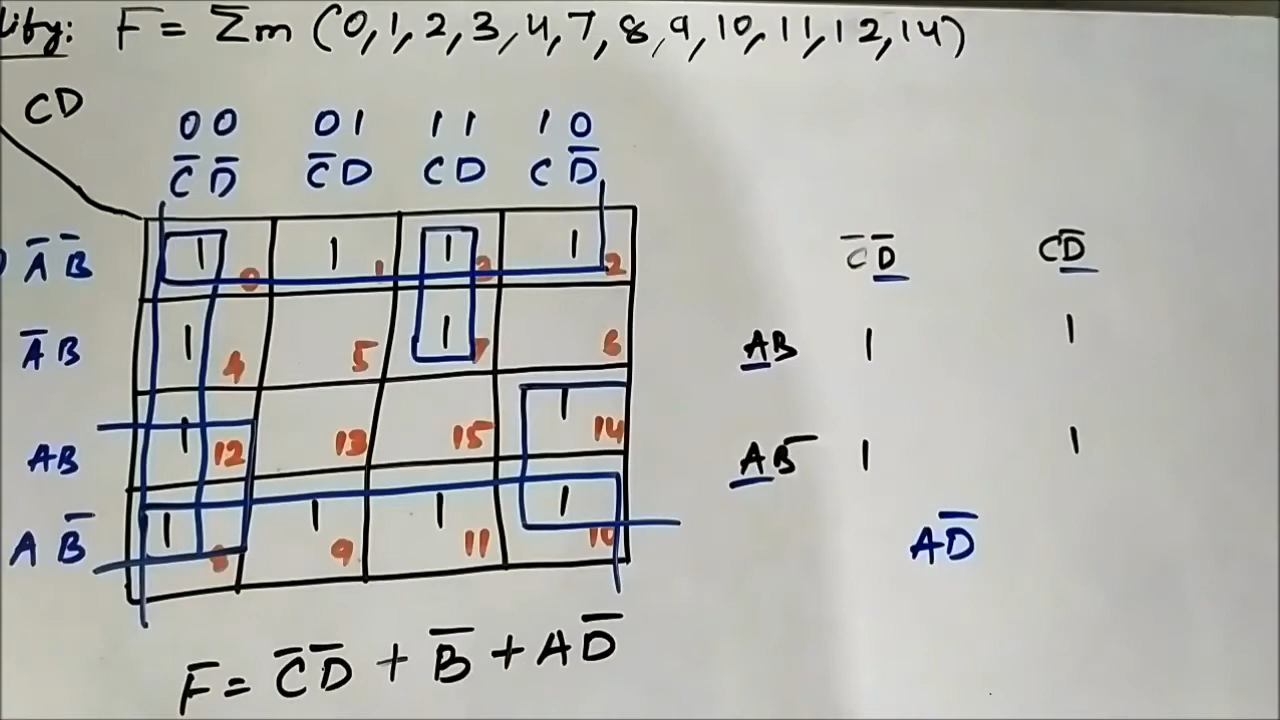 lify: F = Σm (0,1,2,3,4,7,8,9,10,11,12,14)
CD
00 01 11 10
C̅D̅ C̅D CD CD̅
A̅B̅ 1 0 1 1 1 3 1 2
A̅B 1 4 5 1 7 6
AB 1 12 13 15 1 14
AB̅ 1 8 1 9 1 11 1 10
C̅D̅ CD̅
AB 1 1
AB̅ 1 1
AD̅
F = C̅D̅ + B̅ + AD̅